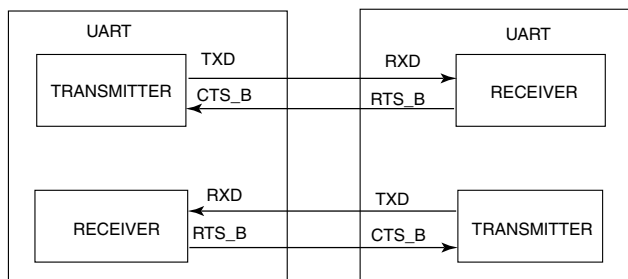 UART UART
TXD RXD
TRANSMITTER CTS_B RTS_B RECEIVER
RXD TXD
RECEIVER RTS_B CTS_B TRANSMITTER